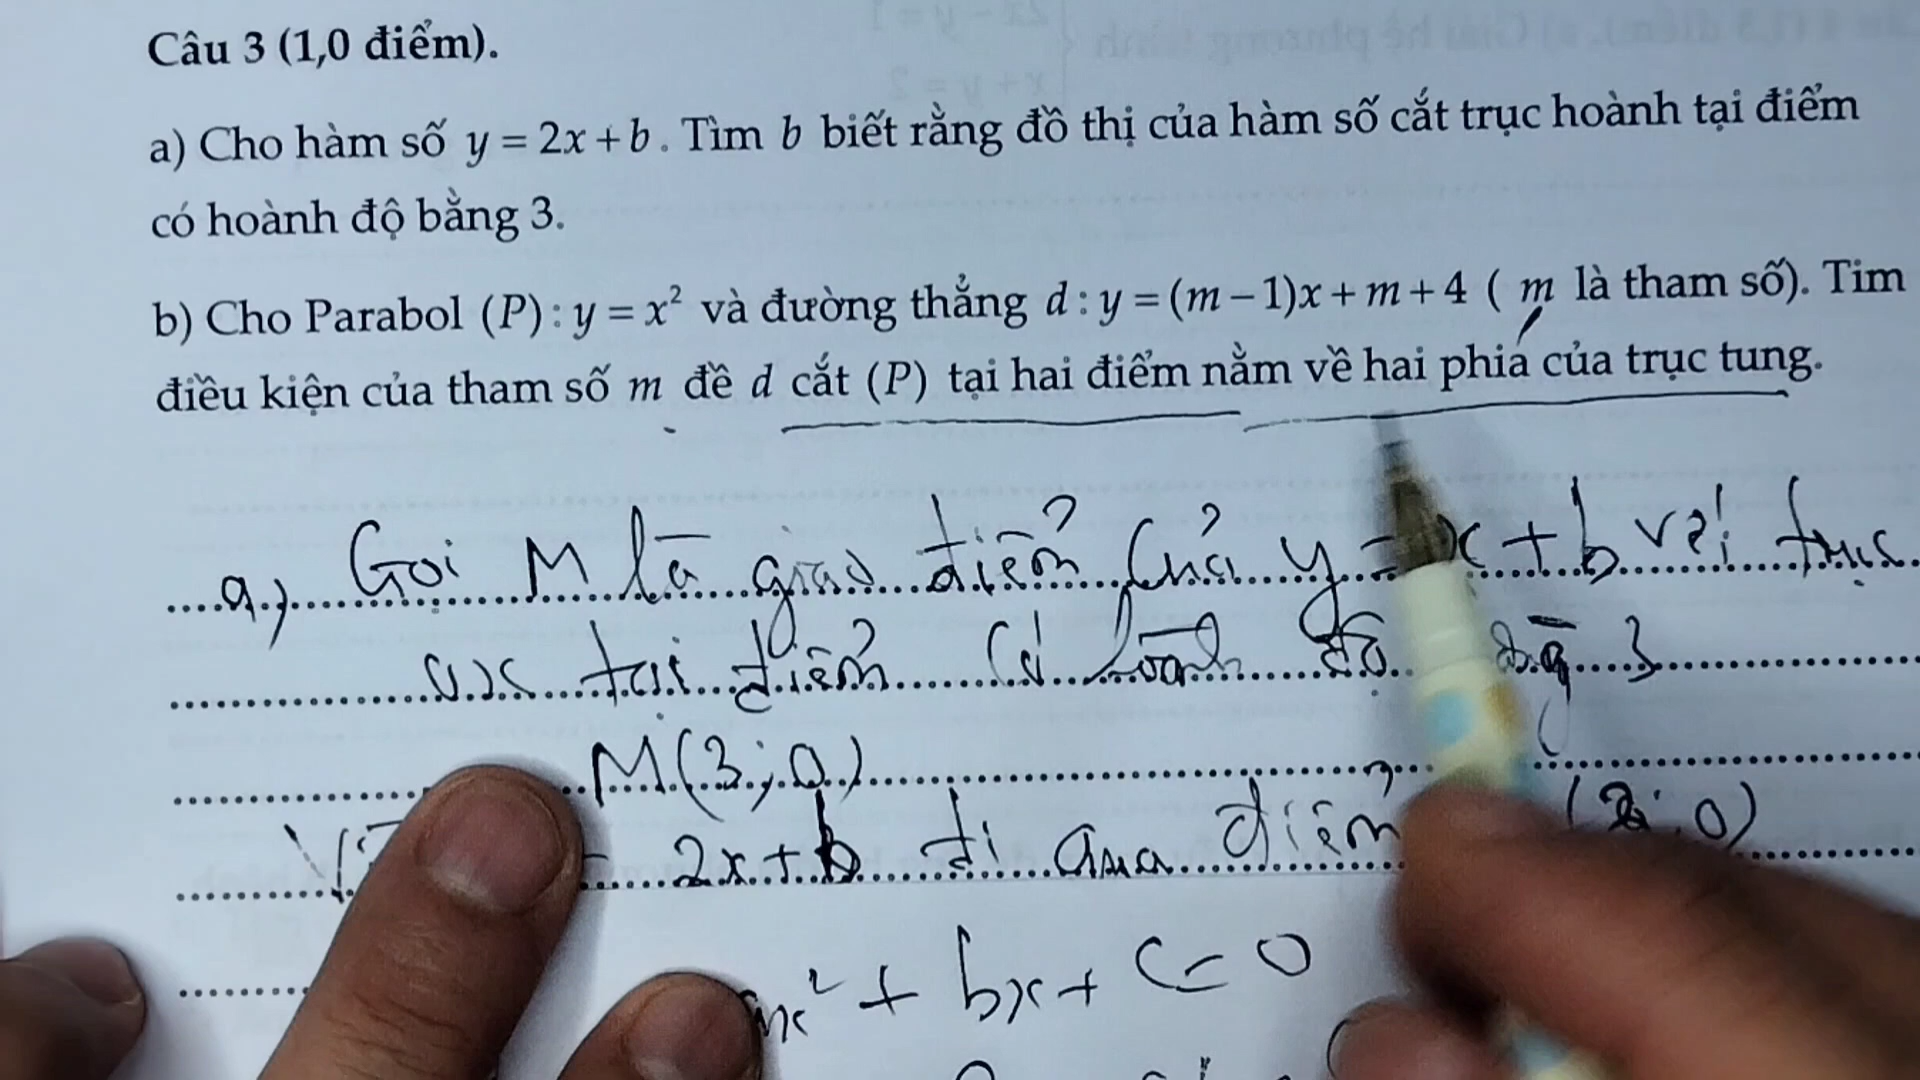 Câu 3 (1,0 điểm).
a) Cho hàm số y = 2x + b. Tìm b biết rằng đồ thị của hàm số cắt trục hoành tại điểm
có hoành độ bằng 3.
b) Cho Parabol (P): y = x² và đường thẳng d: y = (m − 1)x + m + 4 ( m là tham số). Tim
điều kiện của tham số m đề d cắt (P) tại hai điểm nằm về hai phia của trục tung.
a) Gọi M là giao điểm của y = x + b với trục
tại điểm có hoành độ 3
M(3; 0)
2x + b đi qua điểm ; 0)
x² + bx + c = 0